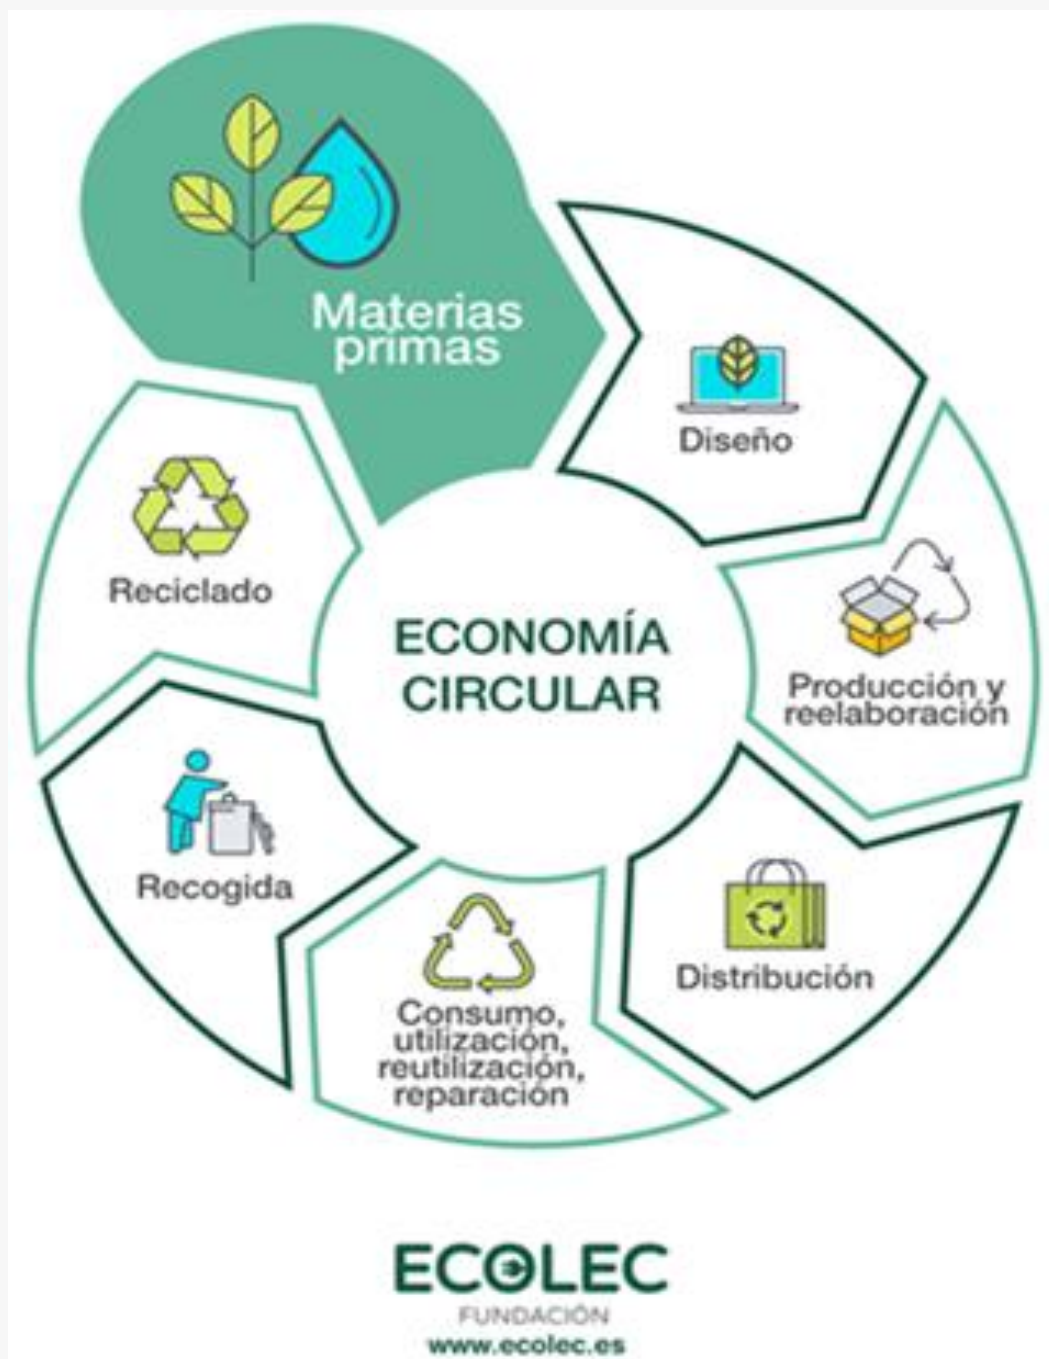 Materias
primas
Diseño
Producción y
reelaboración
Distribución
Consumo,
utilización,
reutilización,
reparación
Recogida
Reciclado
ECONOMÍA
CIRCULAR
ECOLEC
FUNDACIÓN
www.ecolec.es